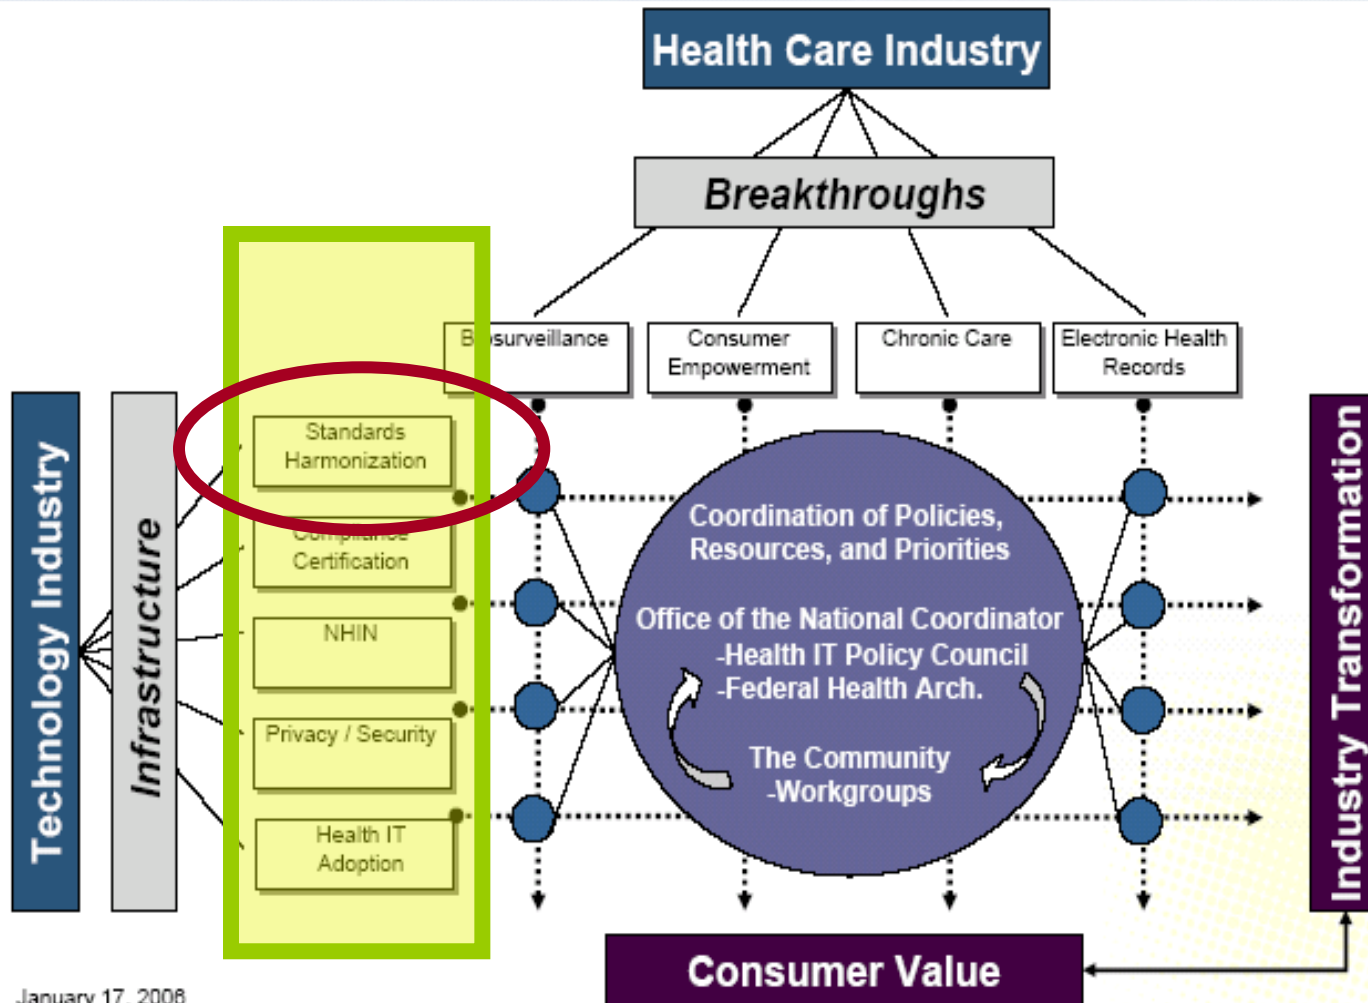 Health Care Industry
Breakthroughs
Biosurveillance
Consumer
Empowerment
Chronic Care
Electronic Health
Records
Technology Industry
Infrastructure
Standards
Harmonization
Compliance
Certification
NHIN
Privacy / Security
Health IT
Adoption
Coordination of Policies,
Resources, and Priorities
Office of the National Coordinator
-Health IT Policy Council
-Federal Health Arch.
The Community
-Workgroups
Industry Transformation
Consumer Value
January 17, 2006